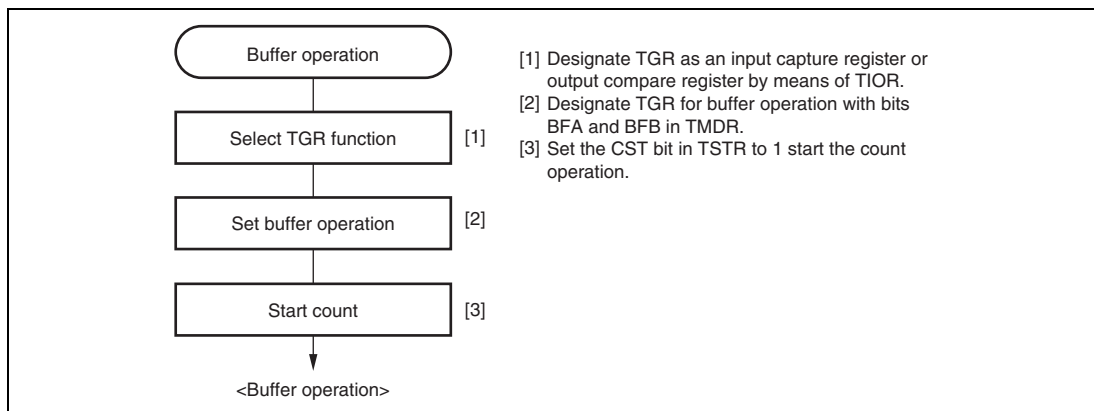 Buffer operation
Select TGR function
[1]
Set buffer operation
[2]
Start count
[3]
<Buffer operation>
[1] Designate TGR as an input capture register or
output compare register by means of TIOR.
[2] Designate TGR for buffer operation with bits
BFA and BFB in TMDR.
[3] Set the CST bit in TSTR to 1 start the count
operation.